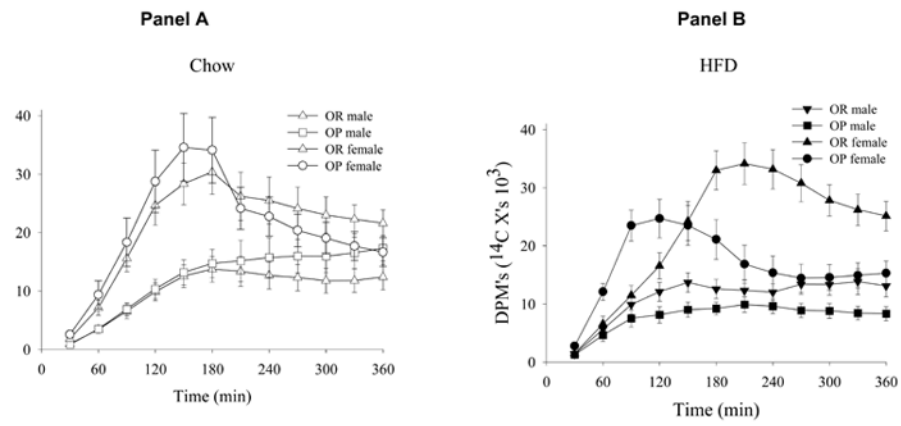 Panel A
Chow
OR male
OP male
OR female
OP female
40
30
20
10
0
0 60 120 180 240 300 360
Time (min)
Panel B
HFD
OR male
OP male
OR female
OP female
DPM's (¹⁴C X's 10³)
40
30
20
10
0
0 60 120 180 240 300 360
Time (min)